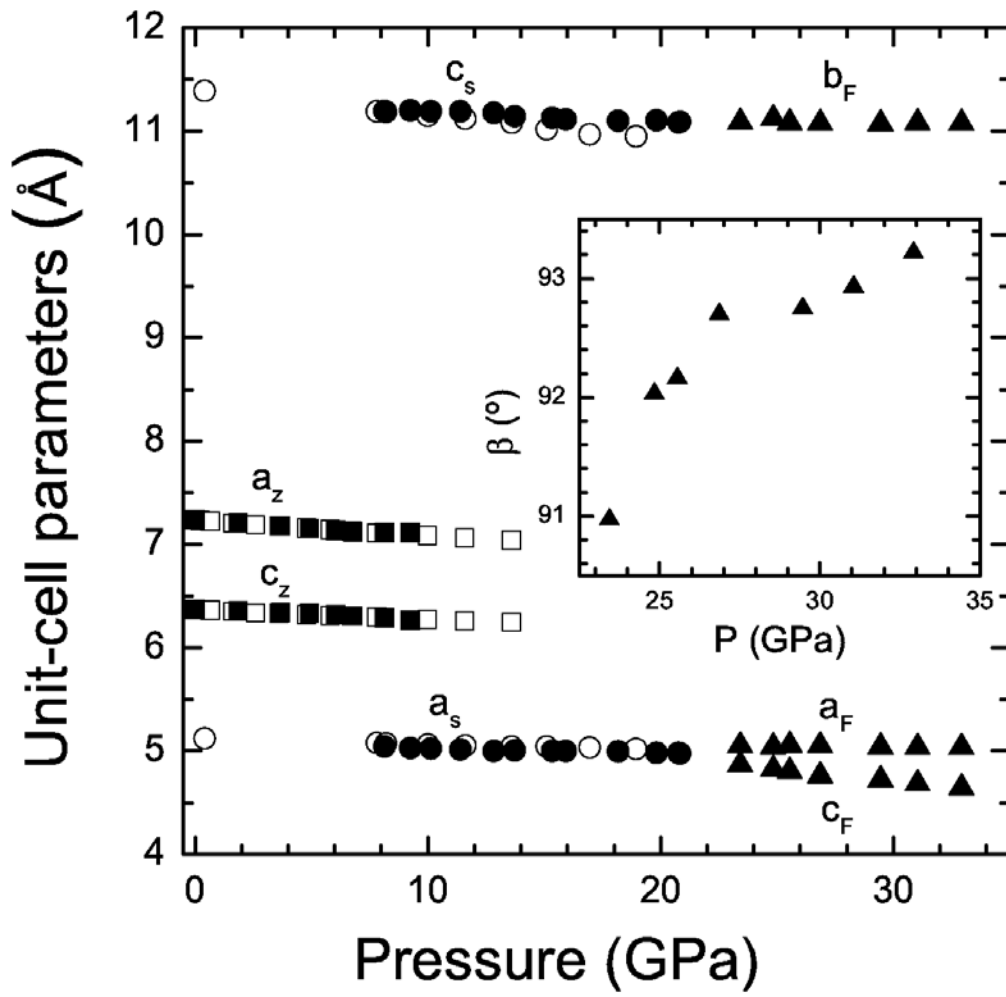 12
11
10
9
8
7
6
5
4
Unit-cell parameters (Å)
0
10
20
30
Pressure (GPa)
c_s
b_F
a_z
c_z
a_s
a_F
c_F
93
92
91
β (º)
25
30
35
P (GPa)